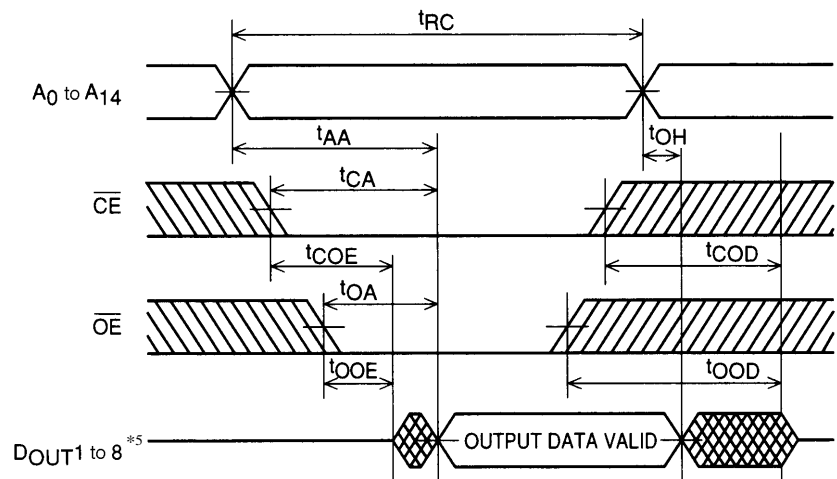 tRC
A0 to A14
tAA
tOH
tCA
CE
tCOE
tCOD
tOA
OE
tOOE
tOOD
DOUT1 to 8 *5
OUTPUT DATA VALID